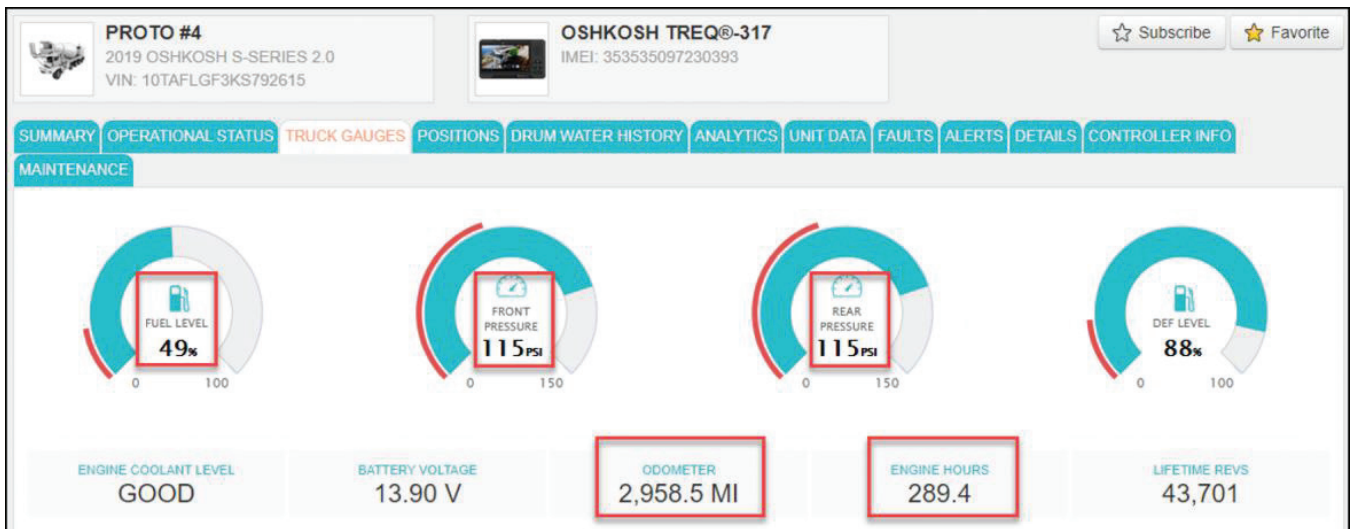 PROTO #4
2019 OSHKOSH S-SERIES 2.0
VIN: 10TAFLGF3KS792615
OSHKOSH TREQ®-317
IMEI: 353535097230393
Subscribe
Favorite
SUMMARY OPERATIONAL STATUS TRUCK GAUGES POSITIONS DRUM WATER HISTORY ANALYTICS UNIT DATA FAULTS ALERTS DETAILS CONTROLLER INFO
MAINTENANCE
FUEL LEVEL
49%
0 100
FRONT
PRESSURE
115PSI
0 150
REAR
PRESSURE
115PSI
0 150
DEF LEVEL
88%
0 100
ENGINE COOLANT LEVEL
GOOD
BATTERY VOLTAGE
13.90 V
ODOMETER
2,958.5 MI
ENGINE HOURS
289.4
LIFETIME REVS
43,701